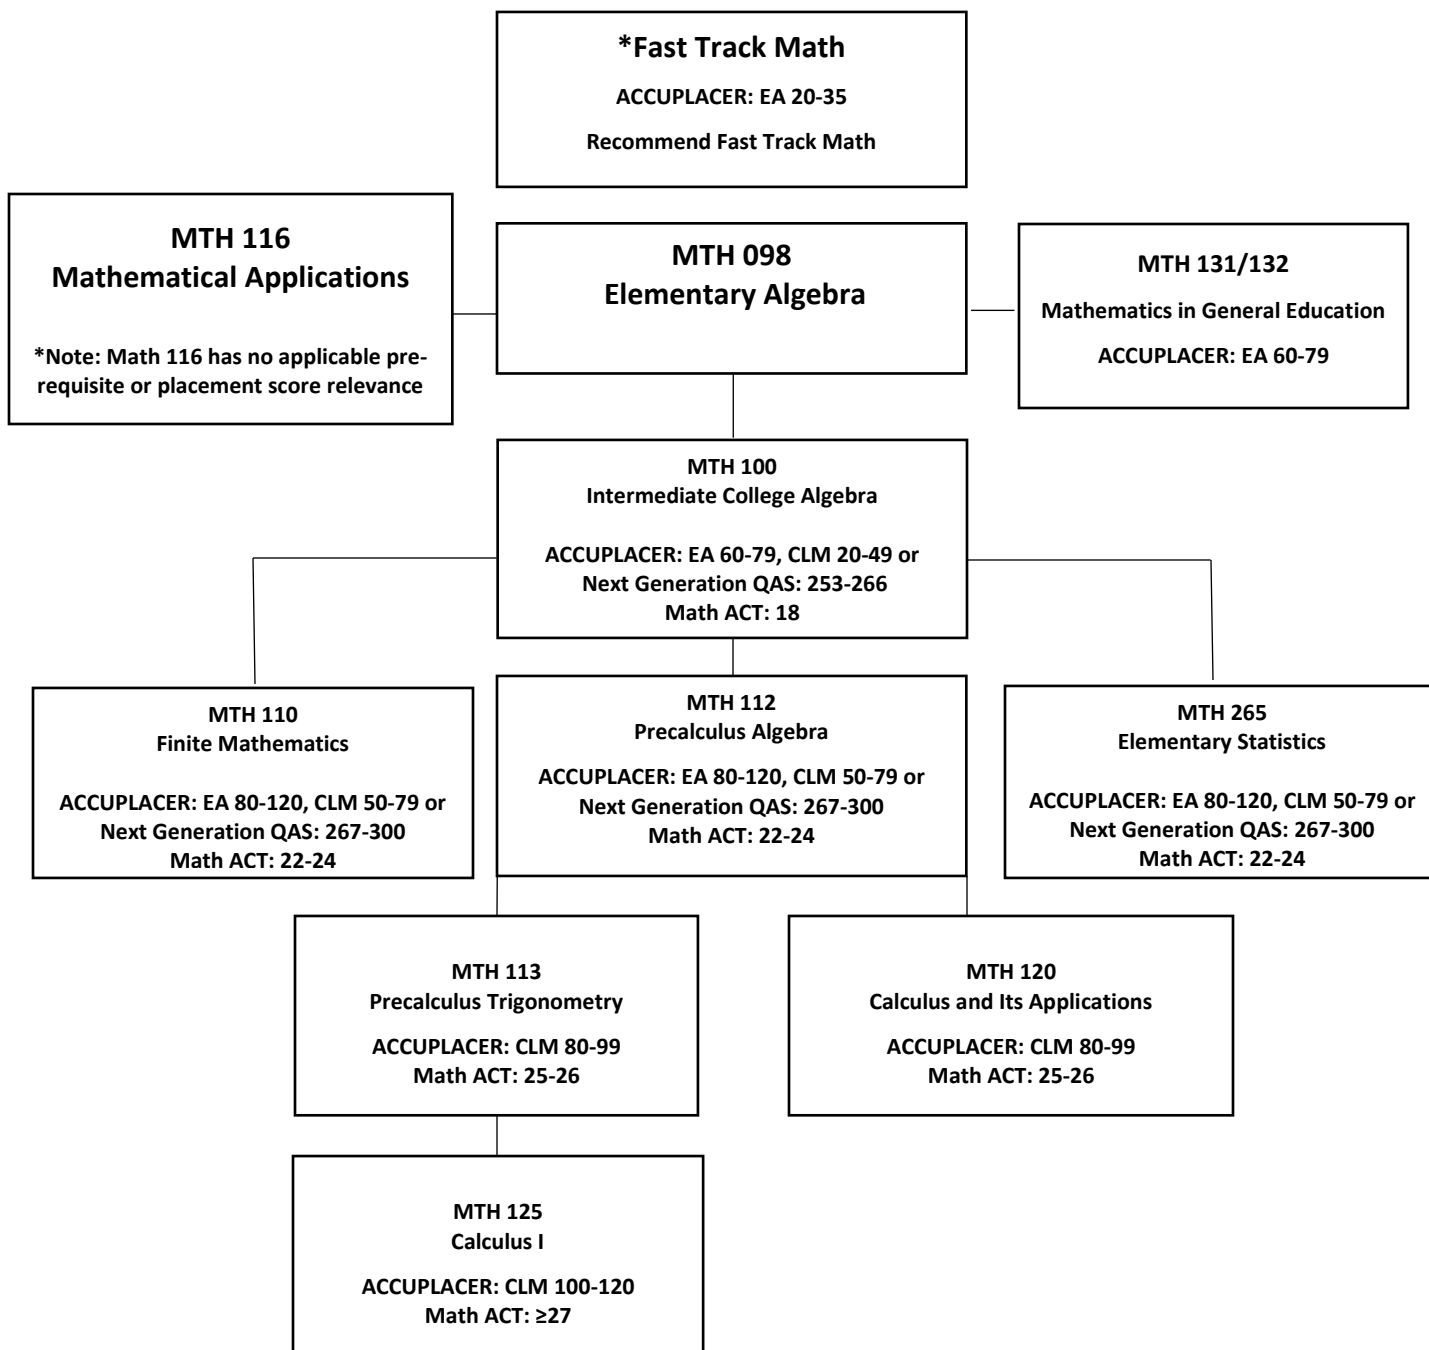 *Fast Track Math
ACCUPLACER: EA 20-35
Recommend Fast Track Math
MTH 116
Mathematical Applications
*Note: Math 116 has no applicable pre-
requisite or placement score relevance
MTH 098
Elementary Algebra
MTH 131/132
Mathematics in General Education
ACCUPLACER: EA 60-79
MTH 100
Intermediate College Algebra
ACCUPLACER: EA 60-79, CLM 20-49 or
Next Generation QAS: 253-266
Math ACT: 18
MTH 110
Finite Mathematics
ACCUPLACER: EA 80-120, CLM 50-79 or
Next Generation QAS: 267-300
Math ACT: 22-24
MTH 112
Precalculus Algebra
ACCUPLACER: EA 80-120, CLM 50-79 or
Next Generation QAS: 267-300
Math ACT: 22-24
MTH 265
Elementary Statistics
ACCUPLACER: EA 80-120, CLM 50-79 or
Next Generation QAS: 267-300
Math ACT: 22-24
MTH 113
Precalculus Trigonometry
ACCUPLACER: CLM 80-99
Math ACT: 25-26
MTH 120
Calculus and Its Applications
ACCUPLACER: CLM 80-99
Math ACT: 25-26
MTH 125
Calculus I
ACCUPLACER: CLM 100-120
Math ACT: ≥27